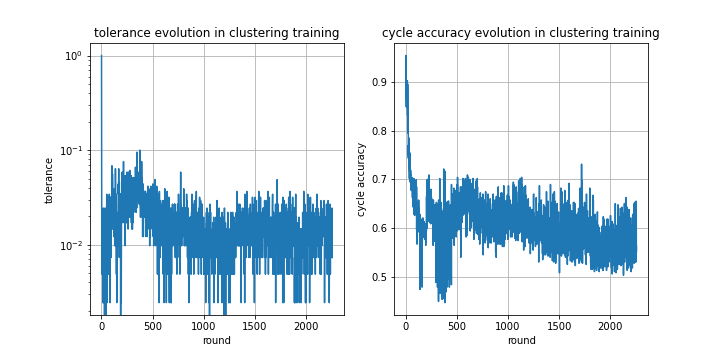 tolerance evolution in clustering training
10⁰
10⁻¹
10⁻²
tolerance
0 500 1000 1500 2000
round
cycle accuracy evolution in clustering training
0.9
0.8
0.7
0.6
0.5
cycle accuracy
0 500 1000 1500 2000
round